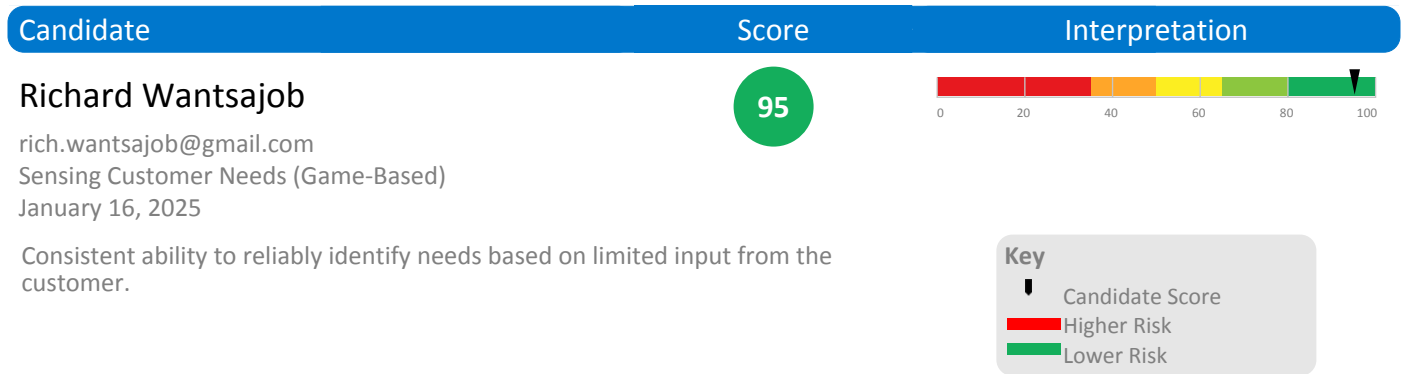 Candidate Score Interpretation
Richard Wantsajob
95
0 20 40 60 80 100
rich.wantsajob@gmail.com
Sensing Customer Needs (Game-Based)
January 16, 2025
Consistent ability to reliably identify needs based on limited input from the
customer.
Key
Candidate Score
Higher Risk
Lower Risk